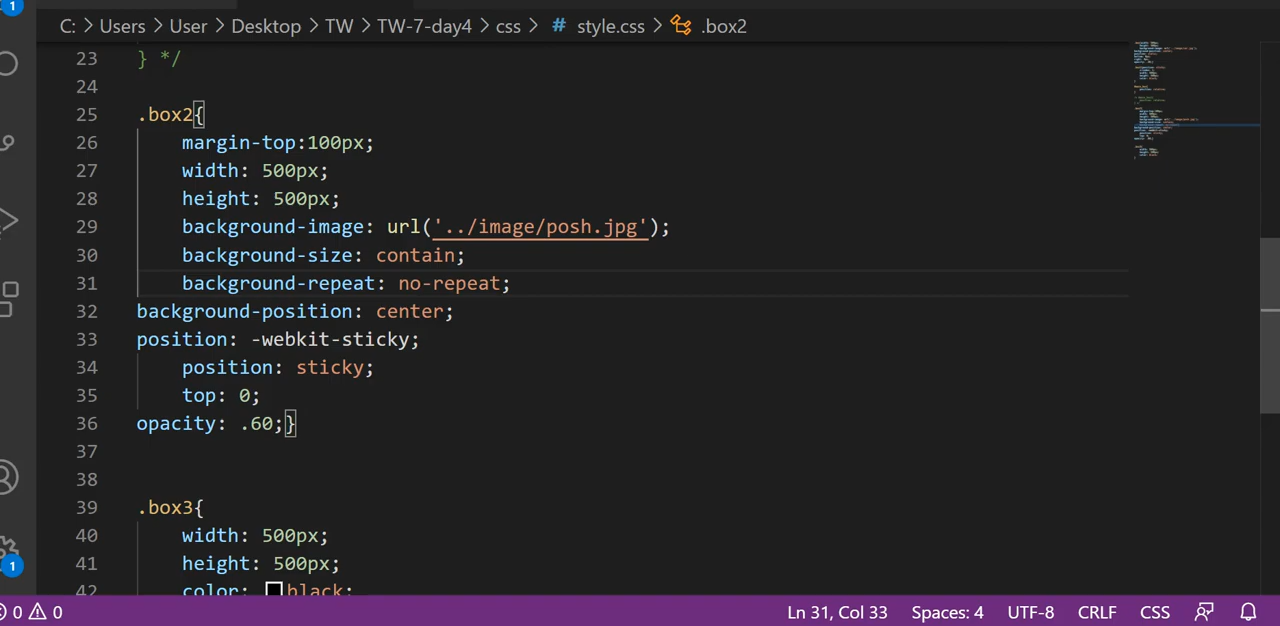 1
C: > Users > User > Desktop > TW > TW-7-day4 > css > # style.css > .box2
23 } */
24
25 .box2{
26 margin-top:100px;
27 width: 500px;
28 height: 500px;
29 background-image: url('../image/posh.jpg');
30 background-size: contain;
31 background-repeat: no-repeat;
32 background-position: center;
33 position: -webkit-sticky;
34 position: sticky;
35 top: 0;
36 opacity: .60;}
37
38
39 .box3{
40 width: 500px;
41 height: 500px;
42 color: black;
1
0 0 Ln 31, Col 33 Spaces: 4 UTF-8 CRLF CSS